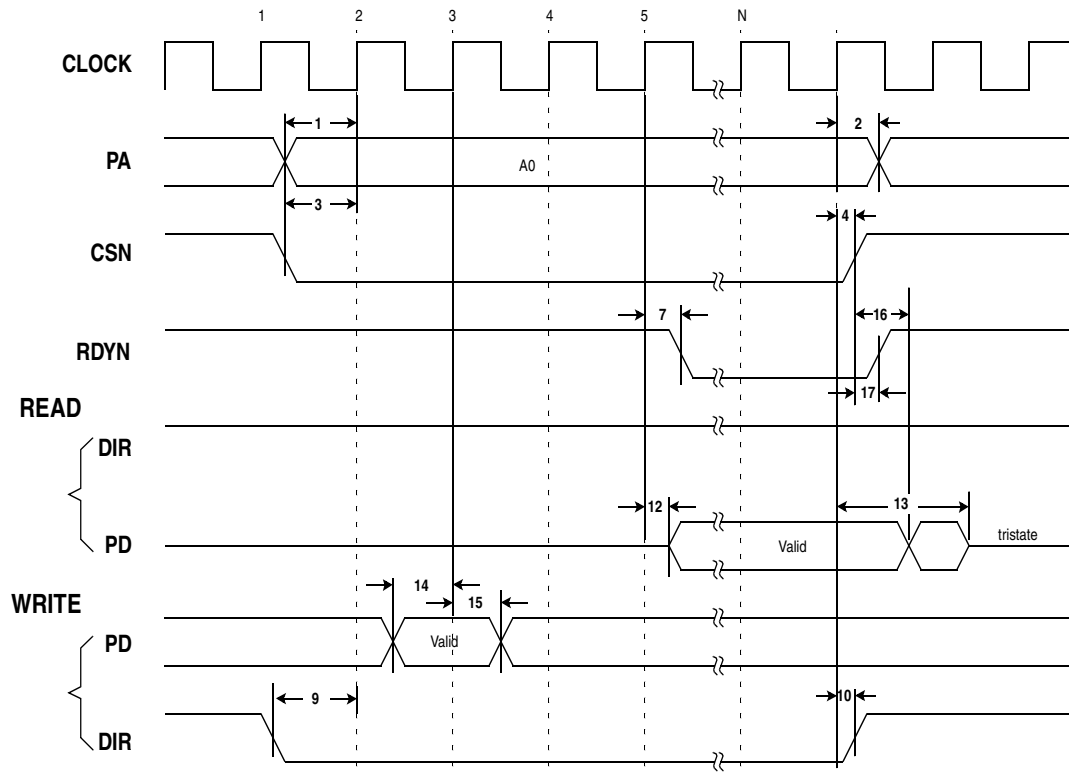 1 2 3 4 5 N
CLOCK
1 2
PA A0
3
4
CSN
7 16
RDYN
17
READ
DIR
12 13
PD Valid tristate
14
WRITE 15
PD Valid
9 10
DIR